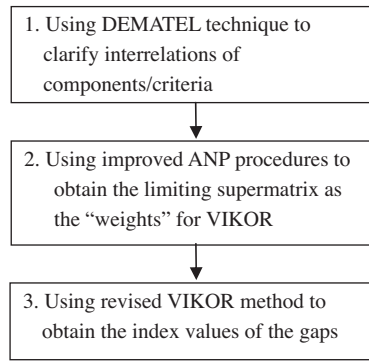 1. Using DEMATEL technique to
clarify interrelations of
components/criteria
2. Using improved ANP procedures to
obtain the limiting supermatrix as
the “weights” for VIKOR
3. Using revised VIKOR method to
obtain the index values of the gaps